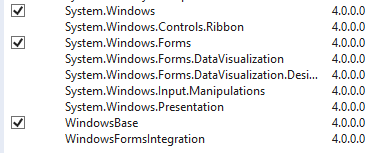 System.Windows 4.0.0.0
System.Windows.Controls.Ribbon 4.0.0.0
System.Windows.Forms 4.0.0.0
System.Windows.Forms.DataVisualization 4.0.0.0
System.Windows.Forms.DataVisualization.Desi... 4.0.0.0
System.Windows.Input.Manipulations 4.0.0.0
System.Windows.Presentation 4.0.0.0
WindowsBase 4.0.0.0
WindowsFormsIntegration 4.0.0.0